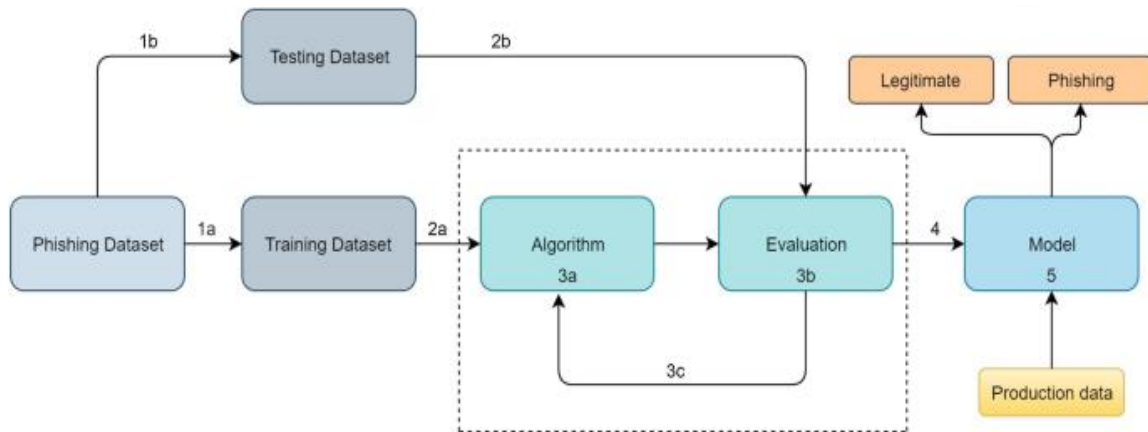 1b
Testing Dataset
2b
Legitimate
Phishing
Phishing Dataset
1a
Training Dataset
2a
Algorithm
3a
Evaluation
3b
4
Model
5
3c
Production data